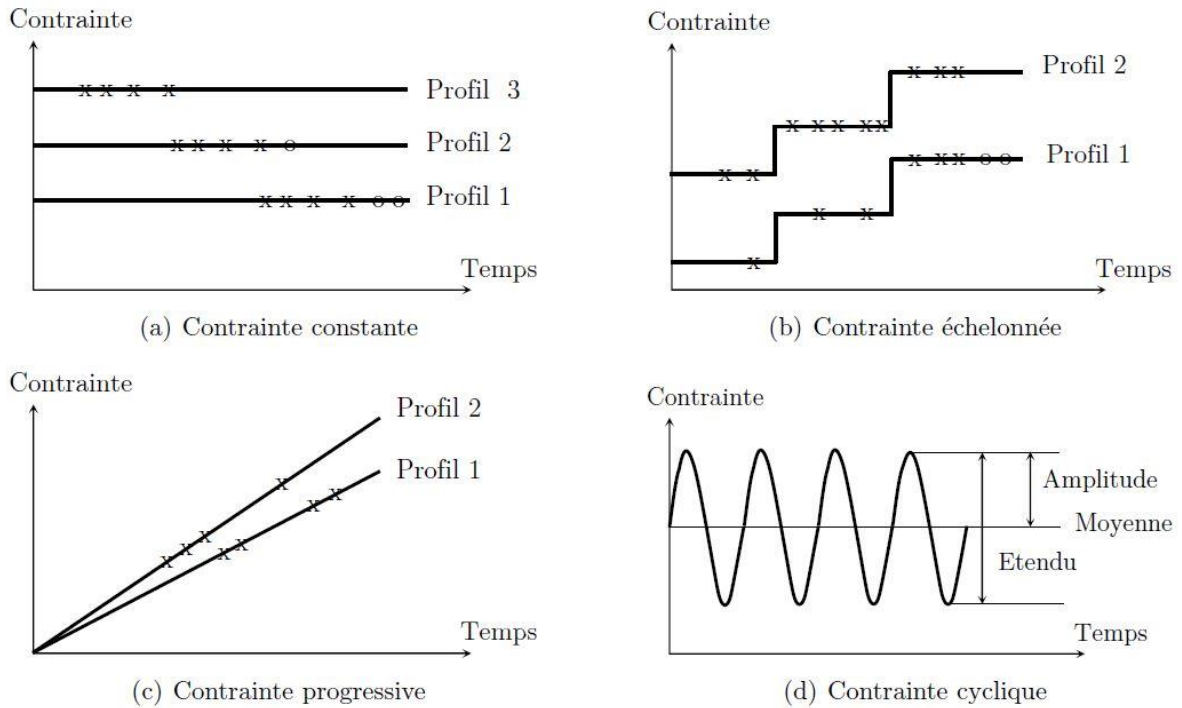 Contrainte
Profil 3
Profil 2
Profil 1
Temps
(a) Contrainte constante
Contrainte
Profil 2
Profil 1
Temps
(b) Contrainte échelonnée
Contrainte
Profil 2
Profil 1
Temps
(c) Contrainte progressive
Contrainte
Amplitude
Moyenne
Etendu
Temps
(d) Contrainte cyclique